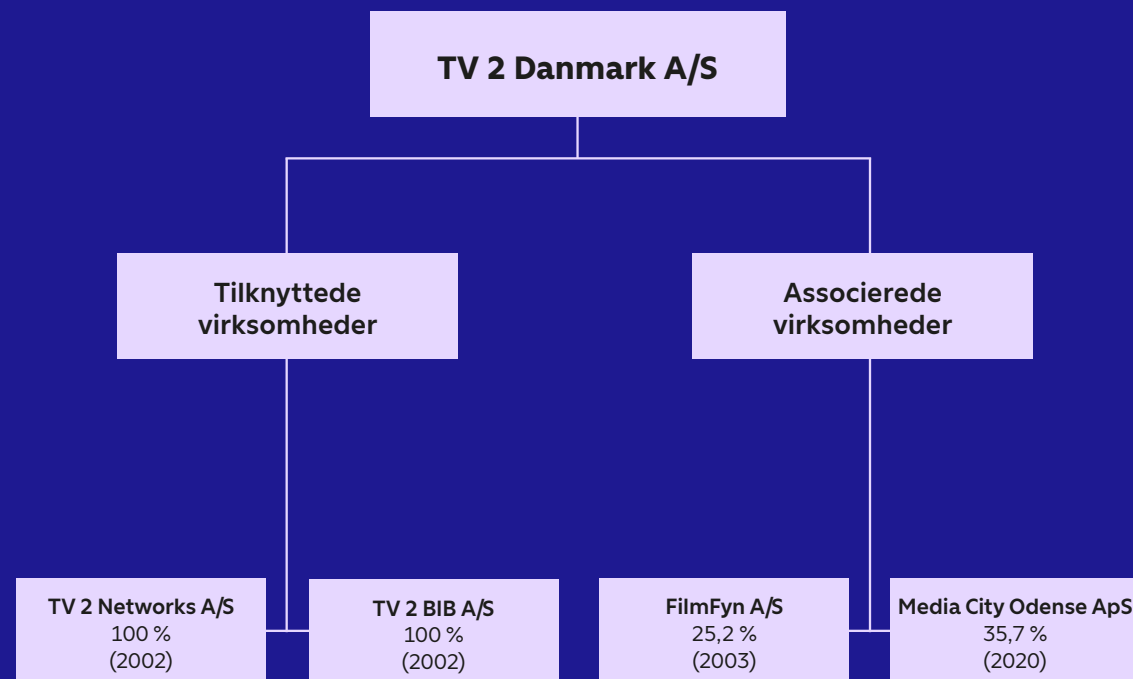 TV 2 Danmark A/S
Tilknyttede
virksomheder
Associerede
virksomheder
TV 2 Networks A/S
100 %
(2002)
TV 2 BIB A/S
100 %
(2002)
FilmFyn A/S
25,2 %
(2003)
Media City Odense ApS
35,7 %
(2020)